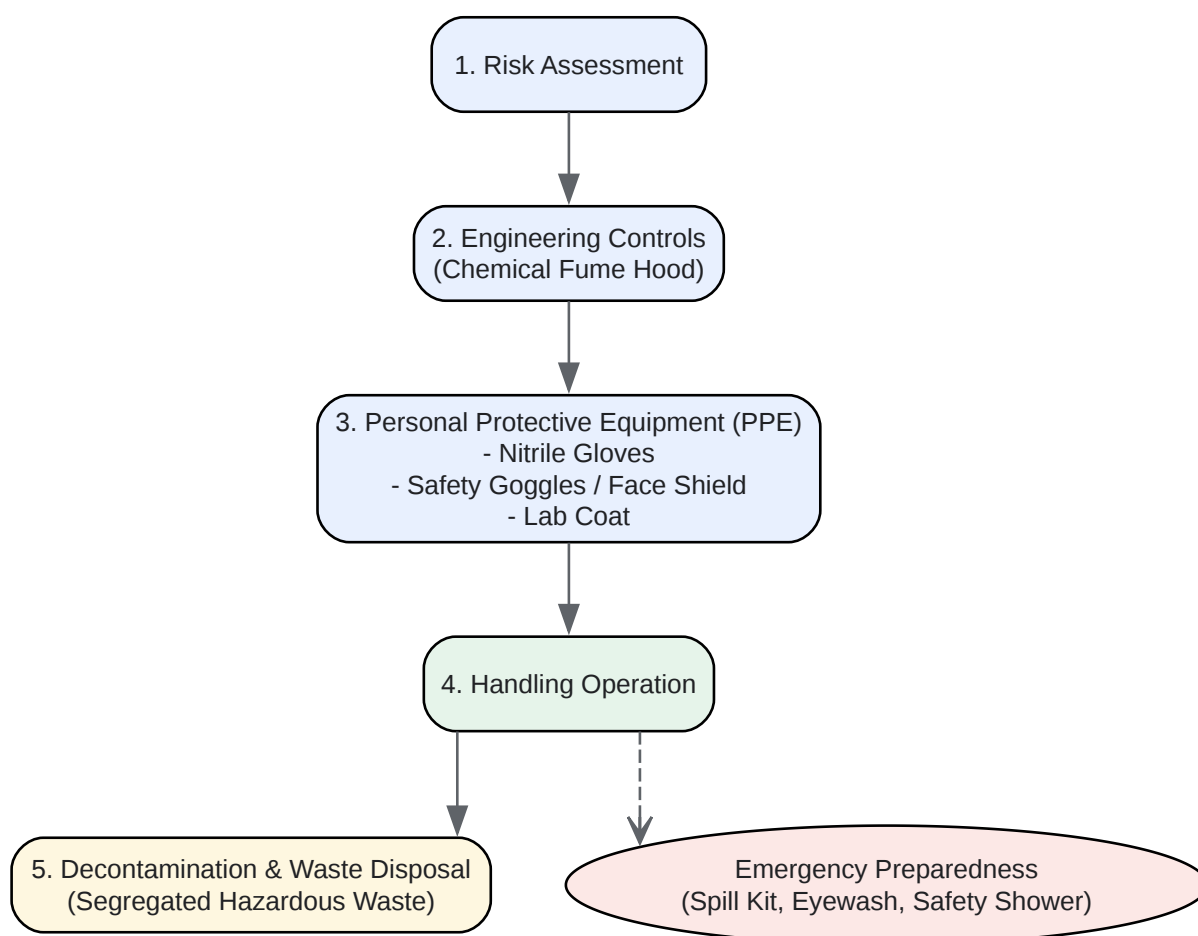 1. Risk Assessment
2. Engineering Controls
(Chemical Fume Hood)
3. Personal Protective Equipment (PPE)
- Nitrile Gloves
- Safety Goggles / Face Shield
- Lab Coat
4. Handling Operation
5. Decontamination & Waste Disposal
(Segregated Hazardous Waste)
Emergency Preparedness
(Spill Kit, Eyewash, Safety Shower)